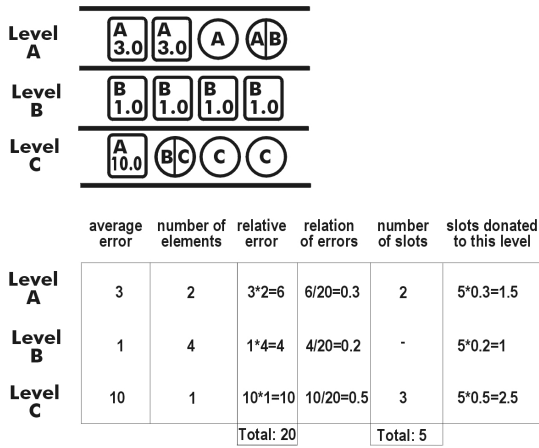 Level A
A 3.0 A 3.0 A A B
Level B
B 1.0 B 1.0 B 1.0 B 1.0
Level C
A 10.0 B C C C
average error number of elements relative error relation of errors number of slots slots donated to this level
Level A 3 2 3*2=6 6/20=0.3 2 5*0.3=1.5
Level B 1 4 1*4=4 4/20=0.2 - 5*0.2=1
Level C 10 1 10*1=10 10/20=0.5 3 5*0.5=2.5
Total: 20 Total: 5